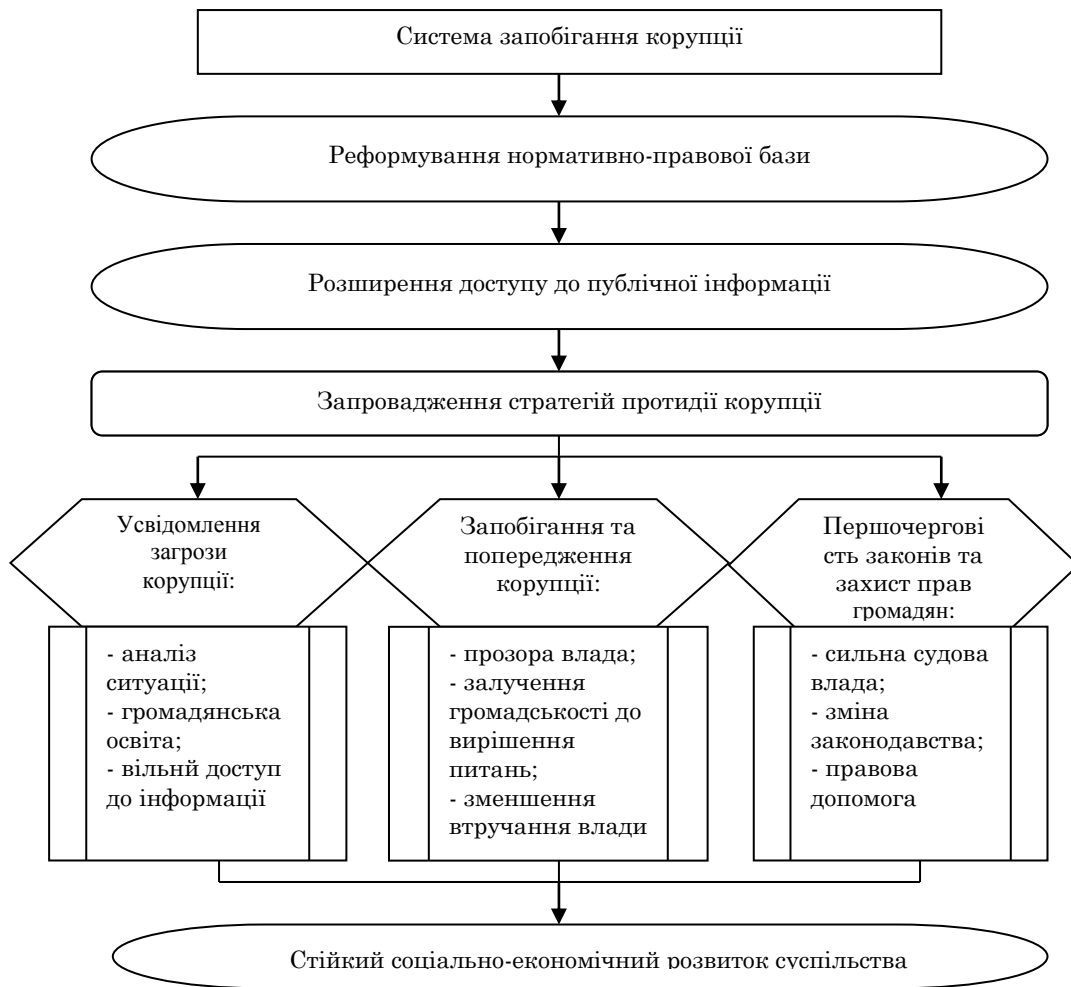 Система запобігання корупції
Реформування нормативно-правової бази
Розширення доступу до публічної інформації
Запровадження стратегій протидії корупції
Усвідомлення
загрози
корупції:
- аналіз
ситуації;
- громадянська
освіта;
- вільнй доступ
до інформації
Запобігання та
попередження
корупції:
- прозора влада;
- залучення
громадськості до
вирішення
питань;
- зменшення
втручання влади
Першочергові
сть законів та
захист прав
громадян:
- сильна судова
влада;
- зміна
законодавства;
- правова
допомога
Стійкий соціально-економічний розвиток суспільства